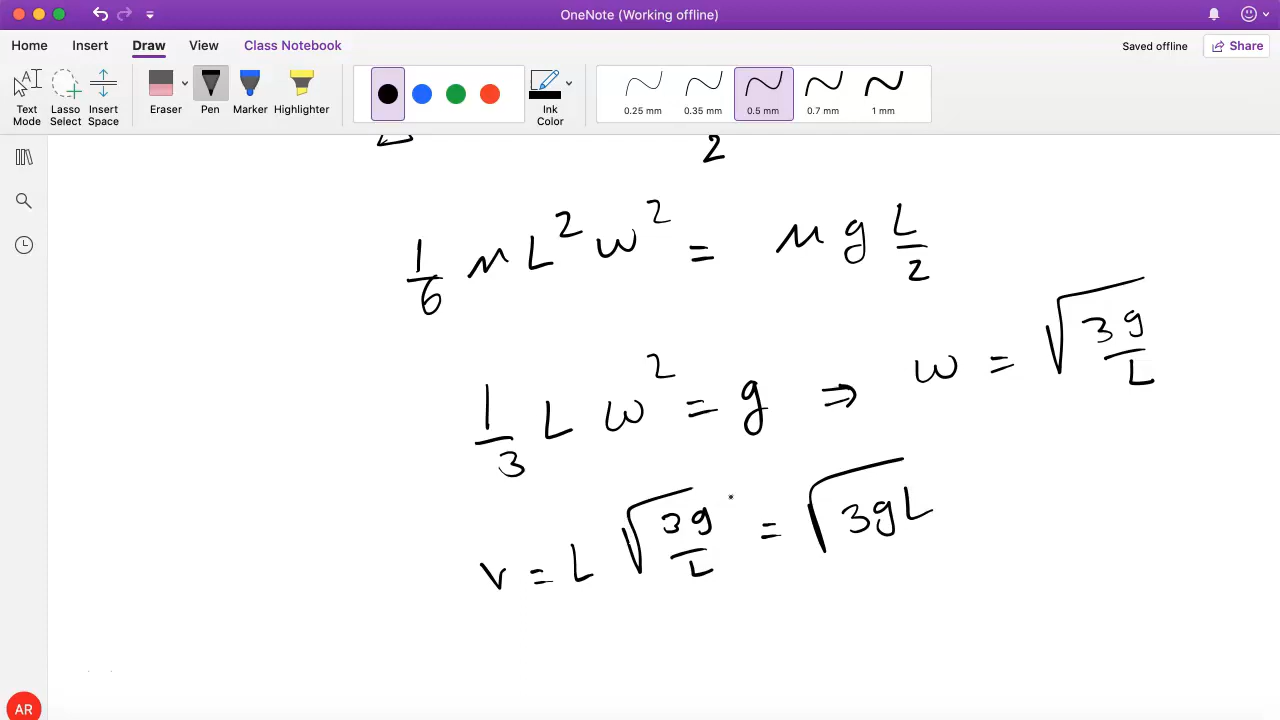 OneNote (Working offline)
Home Insert Draw View Class Notebook
Saved offline Share
Text Mode
Lasso Select
Insert Space
Eraser
Pen
Marker
Highlighter
Ink Color
0.25 mm 0.35 mm 0.5 mm 0.7 mm 1 mm
2
1/6 m L² w² = m g L/2
1/3 L w² = g ⇒ w = √(3g/L)
v = L √(3g/L) = √(3gL)
AR